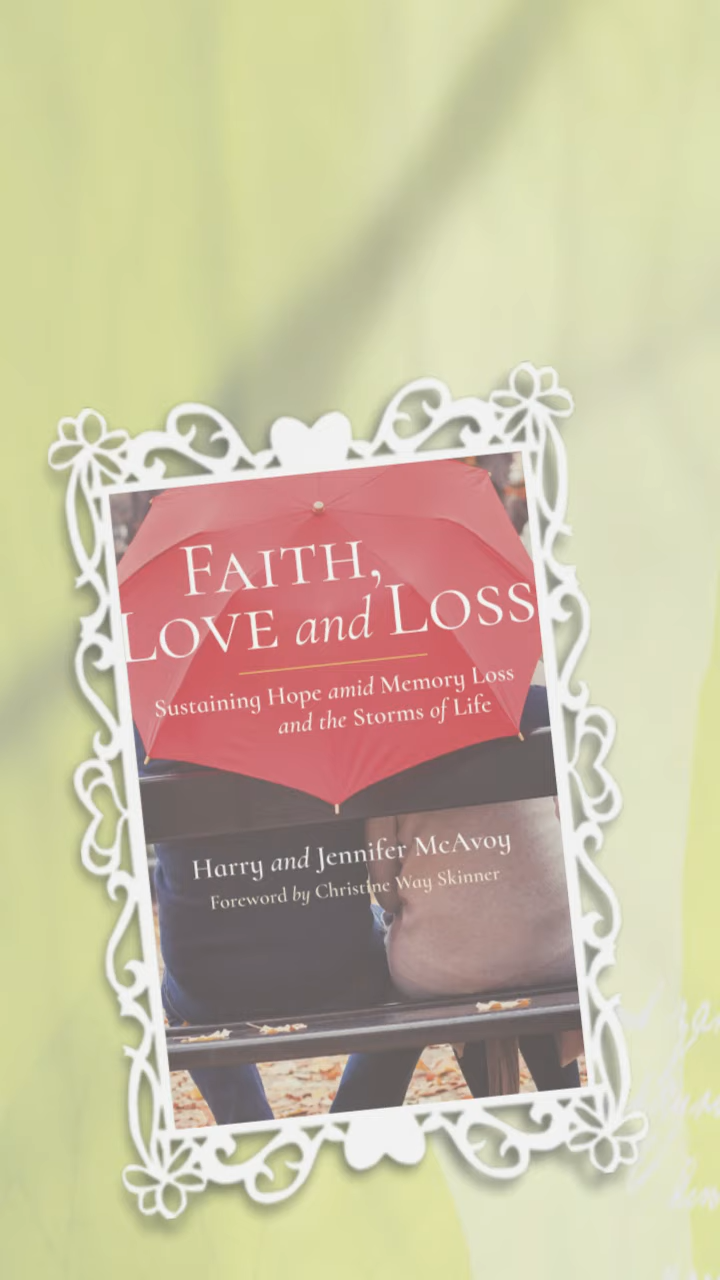 FAITH,
LOVE and LOSS
Sustaining Hope amid Memory Loss
and the Storms of Life
Harry and Jennifer McAvoy
Foreword by Christine Way Skinner